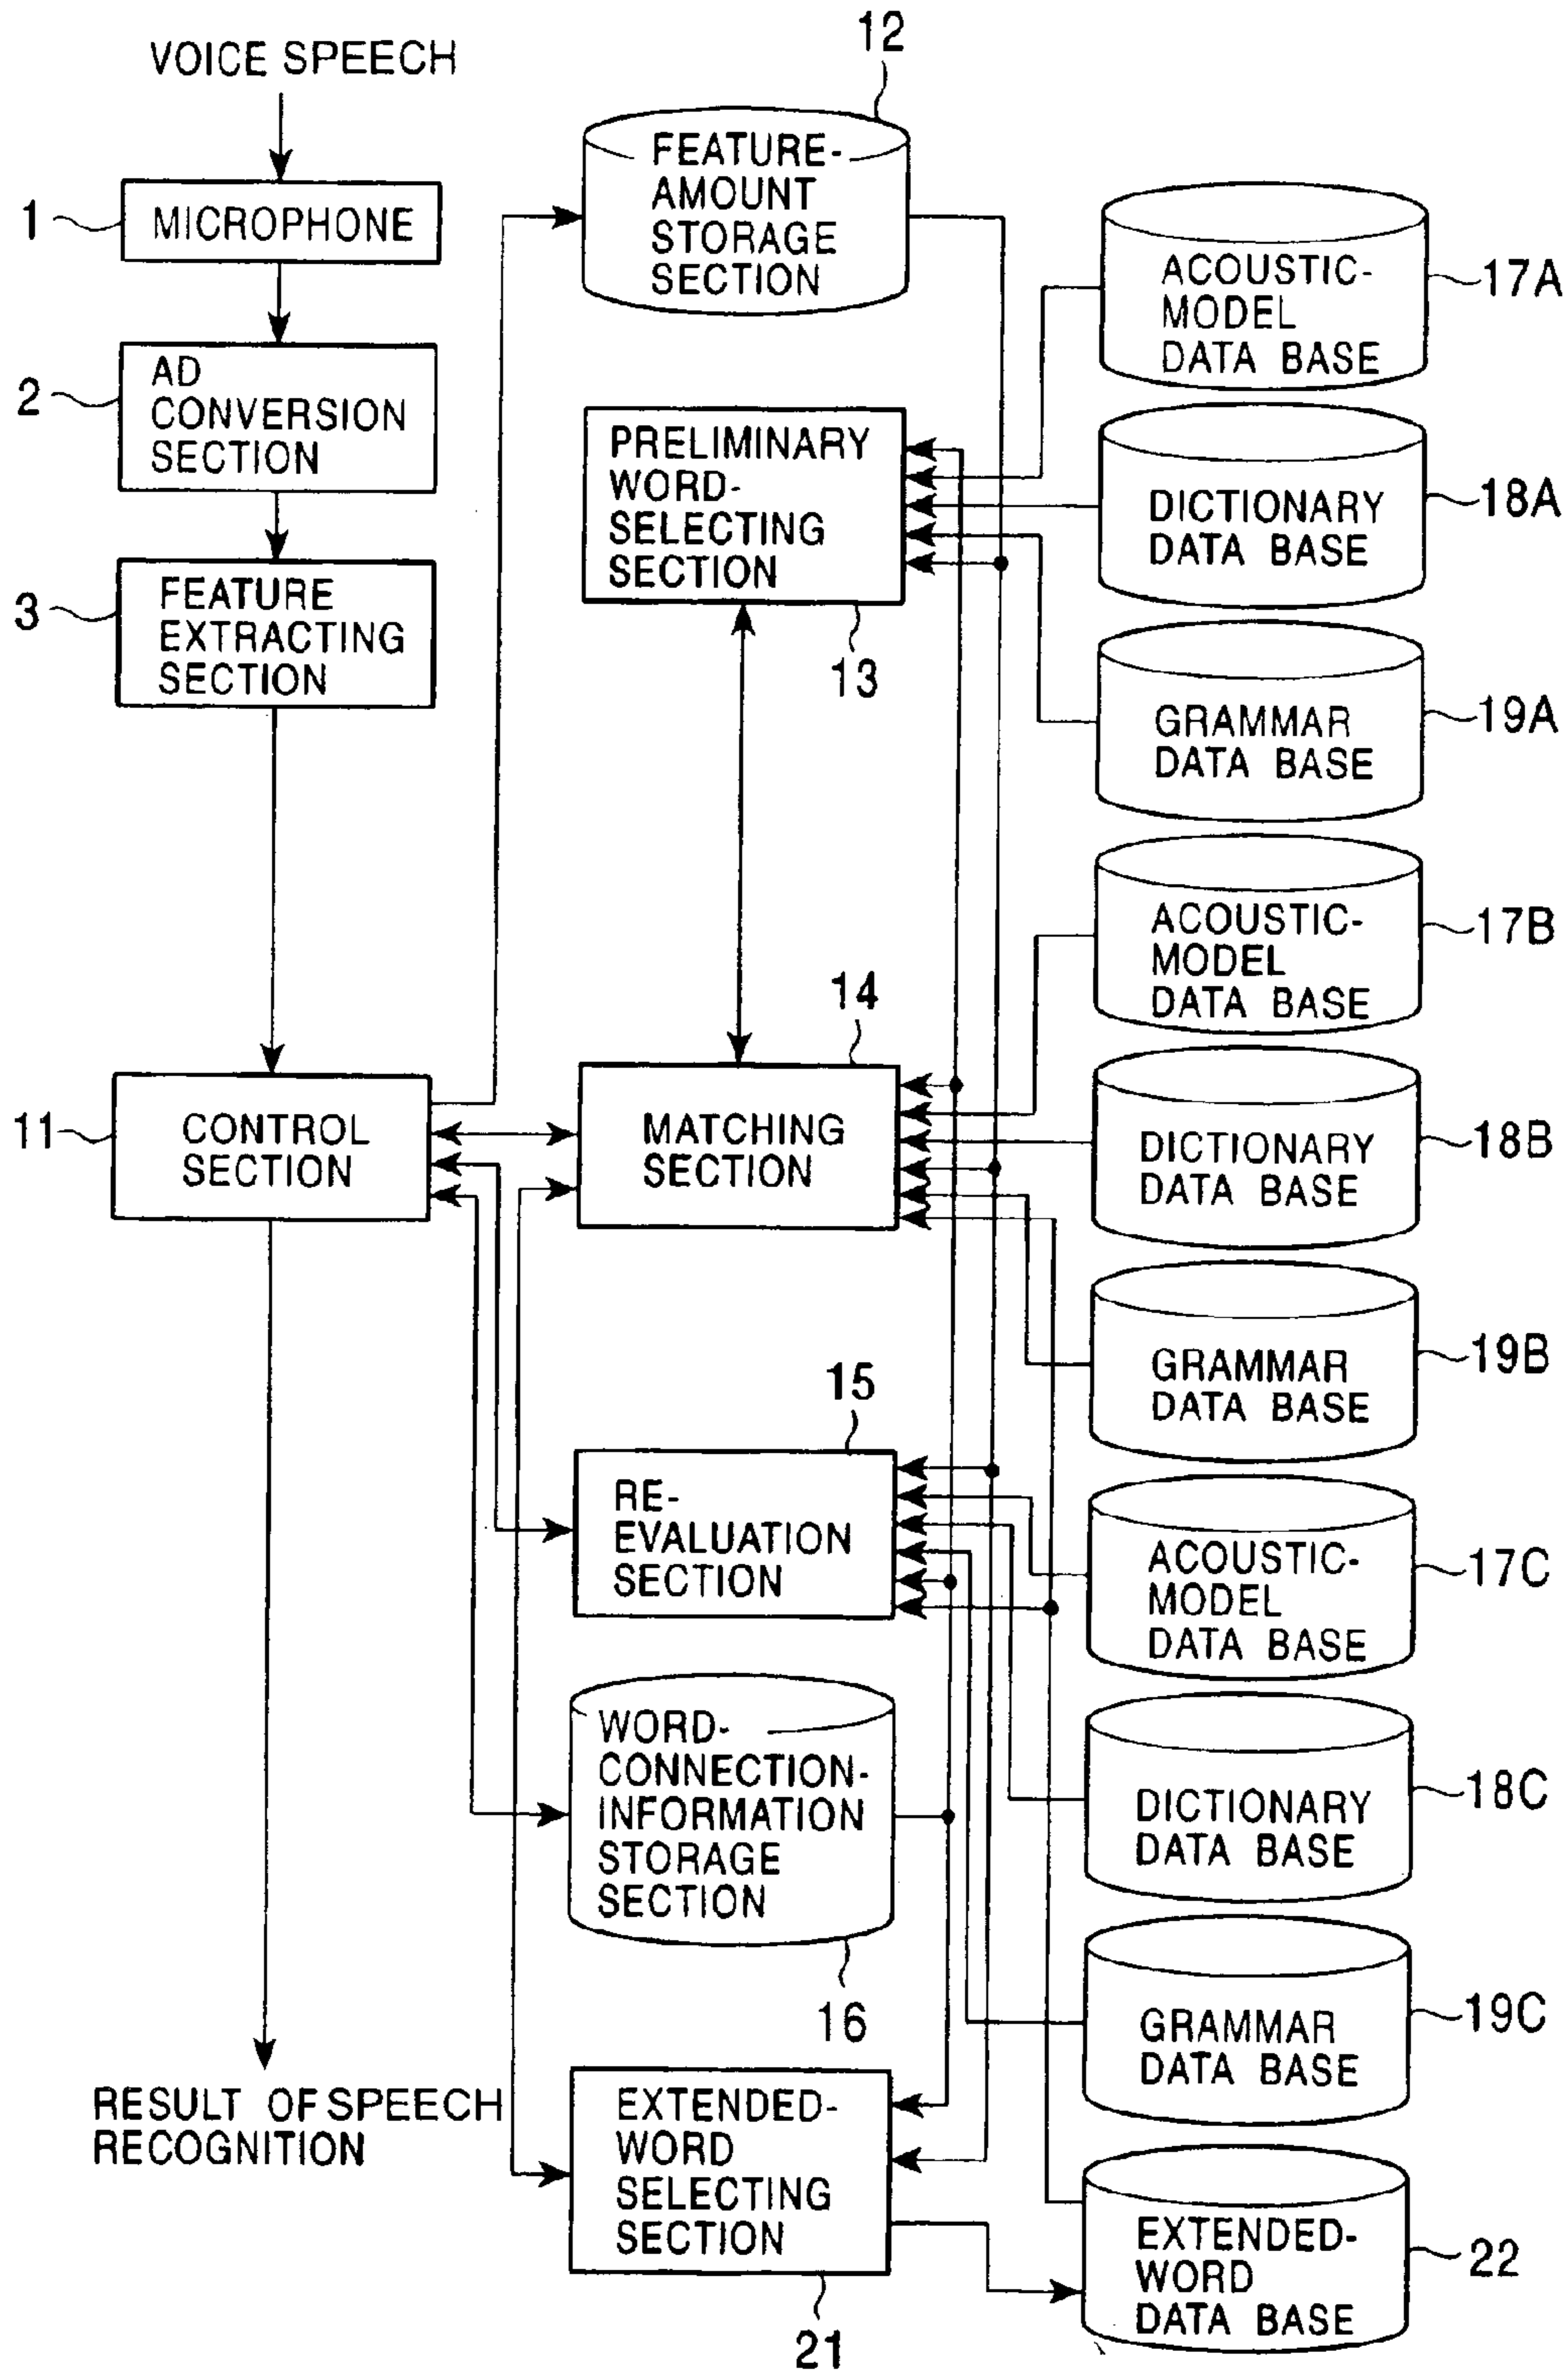 VOICE SPEECH
1
MICROPHONE
2
AD
CONVERSION
SECTION
3
FEATURE
EXTRACTING
SECTION
11
CONTROL
SECTION
RESULT OF SPEECH
RECOGNITION
12
FEATURE-
AMOUNT
STORAGE
SECTION
PRELIMINARY
WORD-
SELECTING
SECTION
13
14
MATCHING
SECTION
15
RE-
EVALUATION
SECTION
WORD-
CONNECTION-
INFORMATION
STORAGE
SECTION
16
EXTENDED-
WORD
SELECTING
SECTION
21
ACOUSTIC-
MODEL
DATA BASE
17A
DICTIONARY
DATA BASE
18A
GRAMMAR
DATA BASE
19A
ACOUSTIC-
MODEL
DATA BASE
17B
DICTIONARY
DATA BASE
18B
GRAMMAR
DATA BASE
19B
ACOUSTIC-
MODEL
DATA BASE
17C
DICTIONARY
DATA BASE
18C
GRAMMAR
DATA BASE
19C
EXTENDED-
WORD
DATA BASE
22